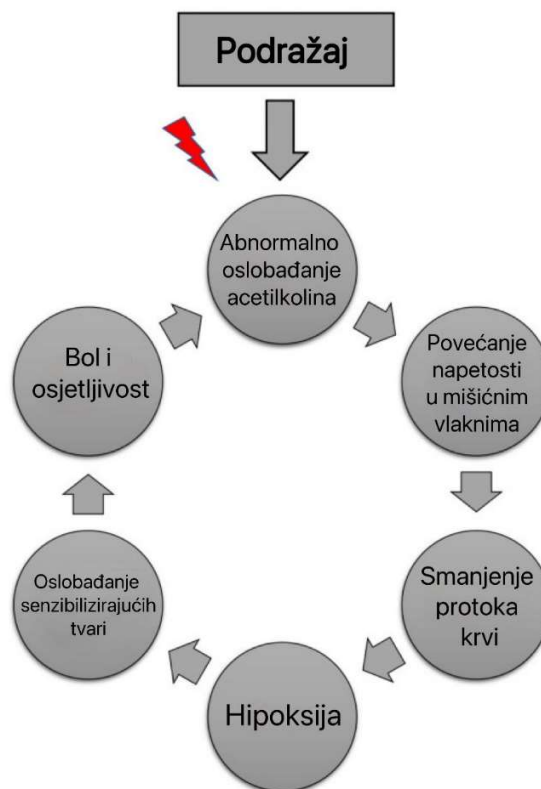 Podražaj
Abnormalno
oslobađanje
acetilkolina
Povećanje
napetosti
u mišićnim
vlaknima
Smanjenje
protoka
krvi
Hipoksija
Oslobađanje
senzibilizirajućih
tvari
Bol i
osjetljivost